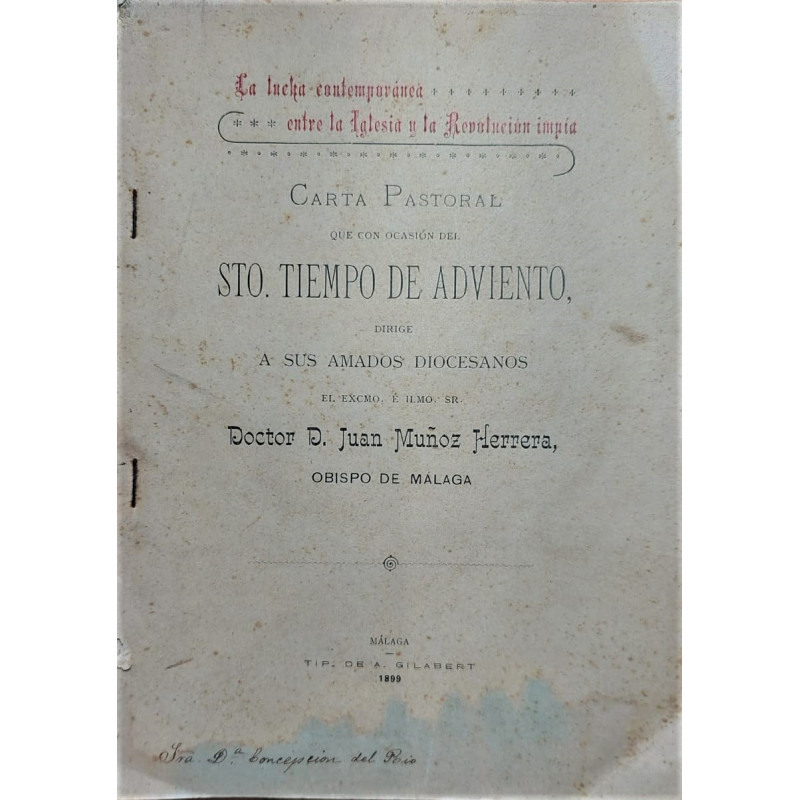 La lucha contemporánea
entre la Iglesia y la Revolución impía
CARTA PASTORAL
QUE CON OCASIÓN DEL
STO. TIEMPO DE ADVIENTO,
DIRIGE
A SUS AMADOS DIOCESANOS
EL EXCMO. É ILMO. SR.
Doctor D. Juan Muñoz Herrera,
OBISPO DE MÁLAGA
MÁLAGA
TIP. DE A. GILABERT
1899
Sra. D.ª Concepcion del Rio